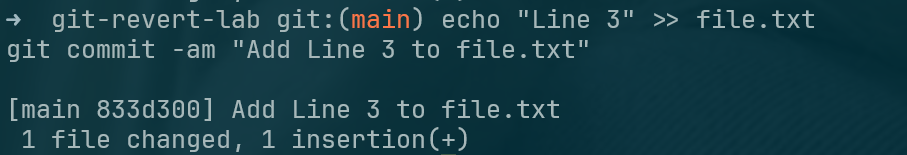 ➜  git-revert-lab git:(main) echo "Line 3" >> file.txt
git commit -am "Add Line 3 to file.txt"

[main 833d300] Add Line 3 to file.txt
 1 file changed, 1 insertion(+)